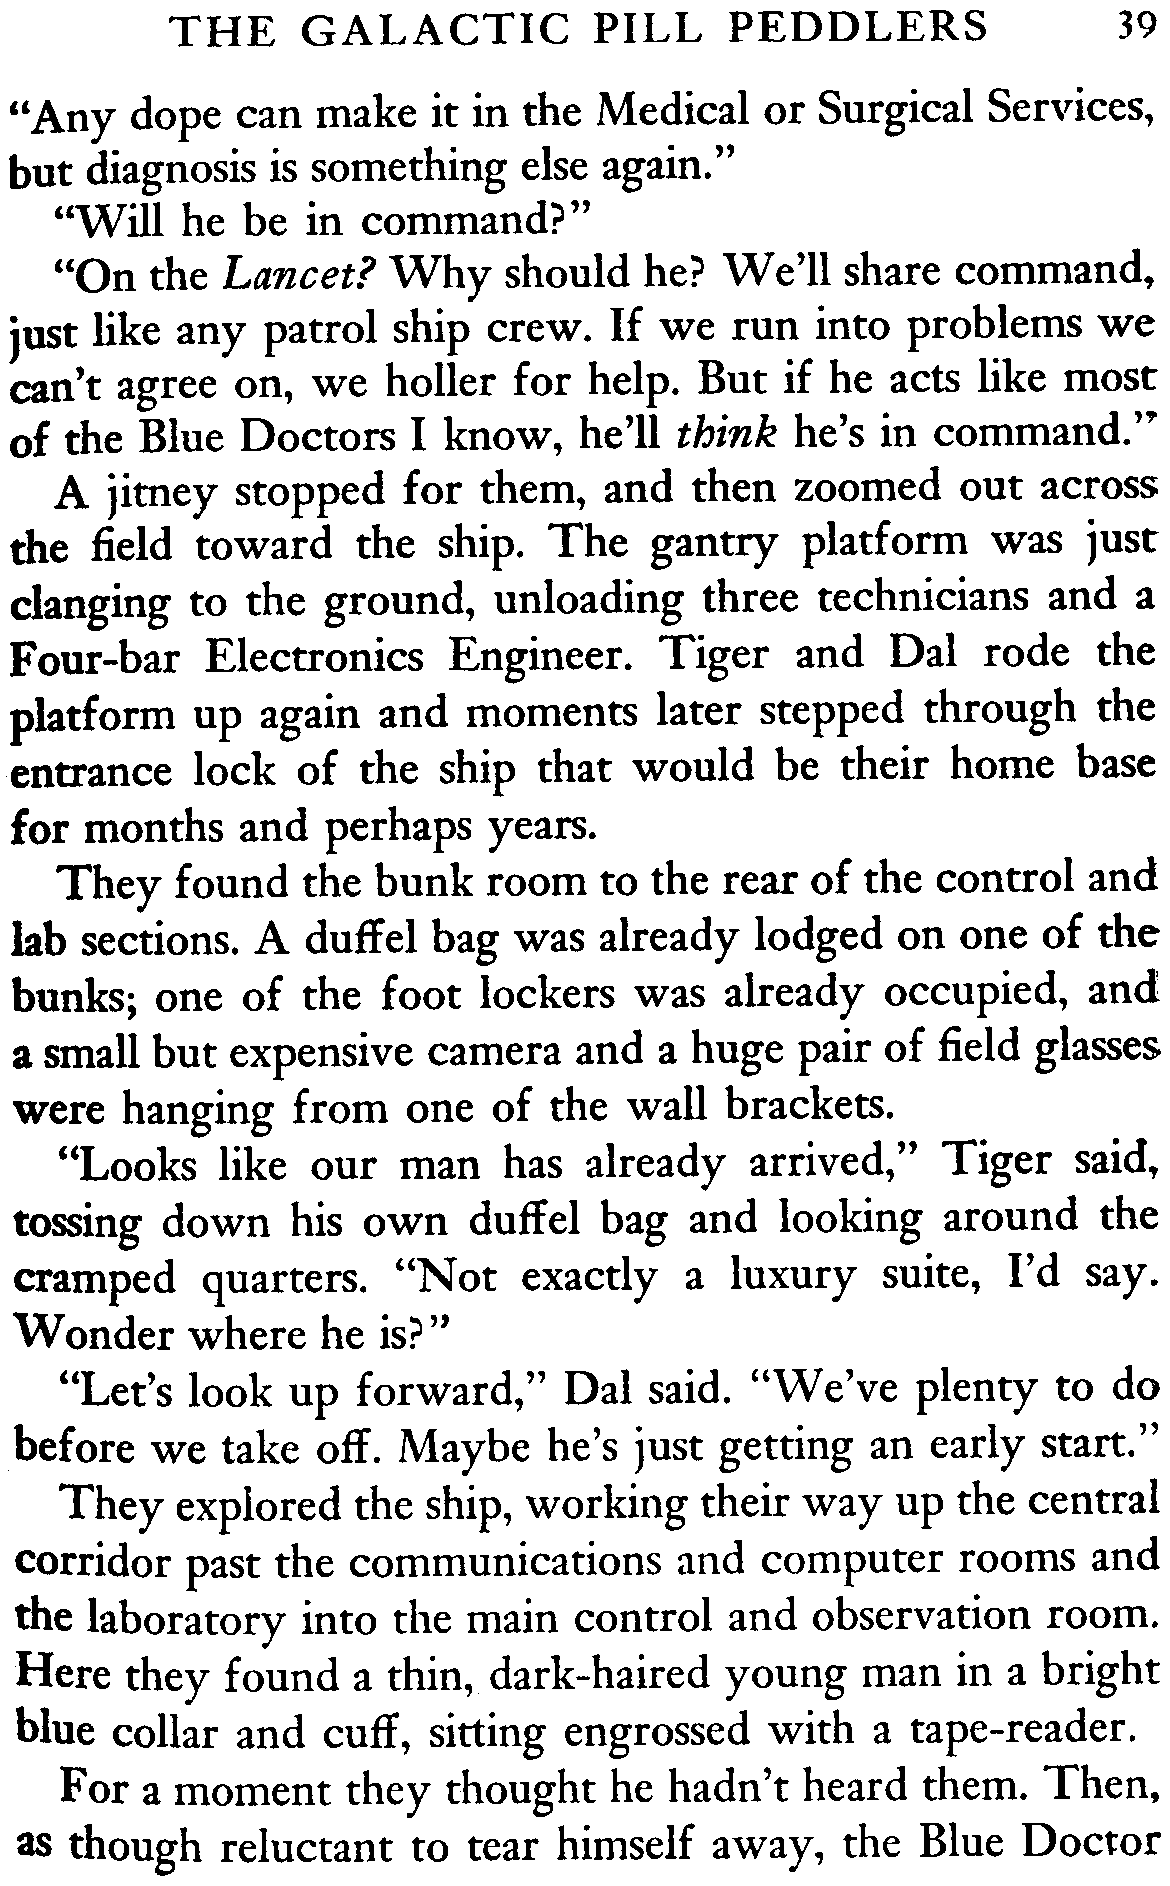 THE GALACTIC PILL PEDDLERS 39
“Any dope can make it in the Medical or Surgical Services,
but diagnosis is something else again.”
“Will he be in command?”
“On the Lancet? Why should he? We’ll share command,
just like any patrol ship crew. If we run into problems we
can’t agree on, we holler for help. But if he acts like most
of the Blue Doctors I know, he’ll think he’s in command.”
A jitney stopped for them, and then zoomed out across
the field toward the ship. The gantry platform was just
clanging to the ground, unloading three technicians and a
Four-bar Electronics Engineer. Tiger and Dal rode the
platform up again and moments later stepped through the
entrance lock of the ship that would be their home base
for months and perhaps years.
They found the bunk room to the rear of the control and
lab sections. A duffel bag was already lodged on one of the
bunks; one of the foot lockers was already occupied, and
a small but expensive camera and a huge pair of field glasses
were hanging from one of the wall brackets.
“Looks like our man has already arrived,” Tiger said,
tossing down his own duffel bag and looking around the
cramped quarters. “Not exactly a luxury suite, I’d say.
Wonder where he is?”
“Let’s look up forward,” Dal said. “We’ve plenty to do
before we take off. Maybe he’s just getting an early start.”
They explored the ship, working their way up the central
corridor past the communications and computer rooms and
the laboratory into the main control and observation room.
Here they found a thin, dark-haired young man in a bright
blue collar and cuff, sitting engrossed with a tape-reader.
For a moment they thought he hadn’t heard them. Then,
as though reluctant to tear himself away, the Blue Doctor